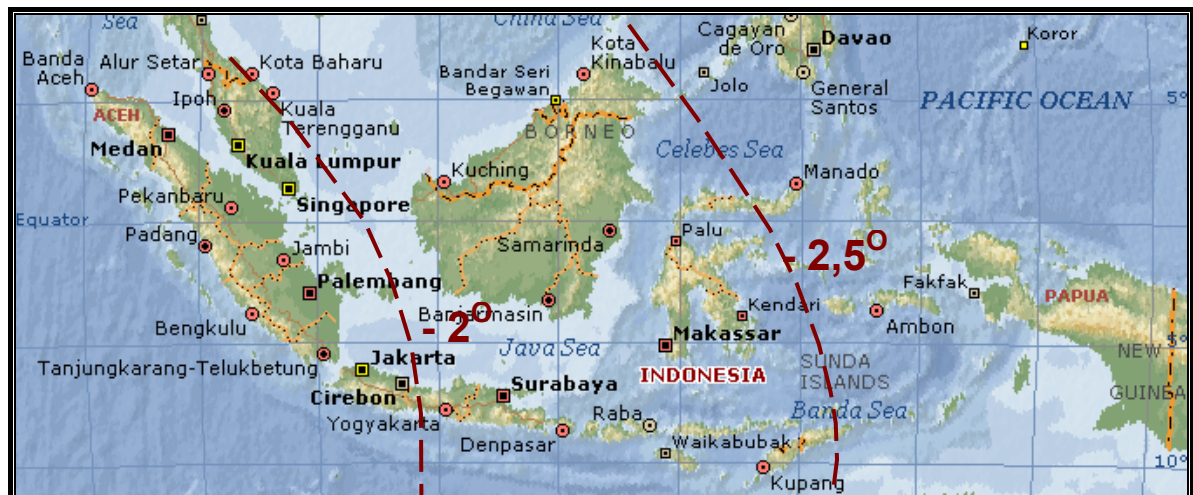 Sea
China Sea
Cagayan
de Oro
Davao
Koror
Kota
Kinabalu
Banda
Aceh
Alur Setar
Kota Baharu
Bandar Seri
Begawan
Jolo
General
Santos
PACIFIC OCEAN
5°
Ipoh
Kuala
Terengganu
ACEH
Medan
BORNEO
Kuala Lumpur
Celebes Sea
Kuching
Manado
Pekanbaru
Singapore
Equator
Padang
Jambi
Samarinda
Palu
- 2,5O
Palembang
Fakfak
PAPUA
Bengkulu
Banjarmasin
- 2O
Kendari
Ambon
Makassar
5°
Java Sea
NEW
GUINEA
Tanjungkarang-Telukbetung
Jakarta
SUNDA
ISLANDS
INDONESIA
Cirebon
Surabaya
Banda Sea
Yogyakarta
Raba
Denpasar
Waikabubak
10°
Kupang